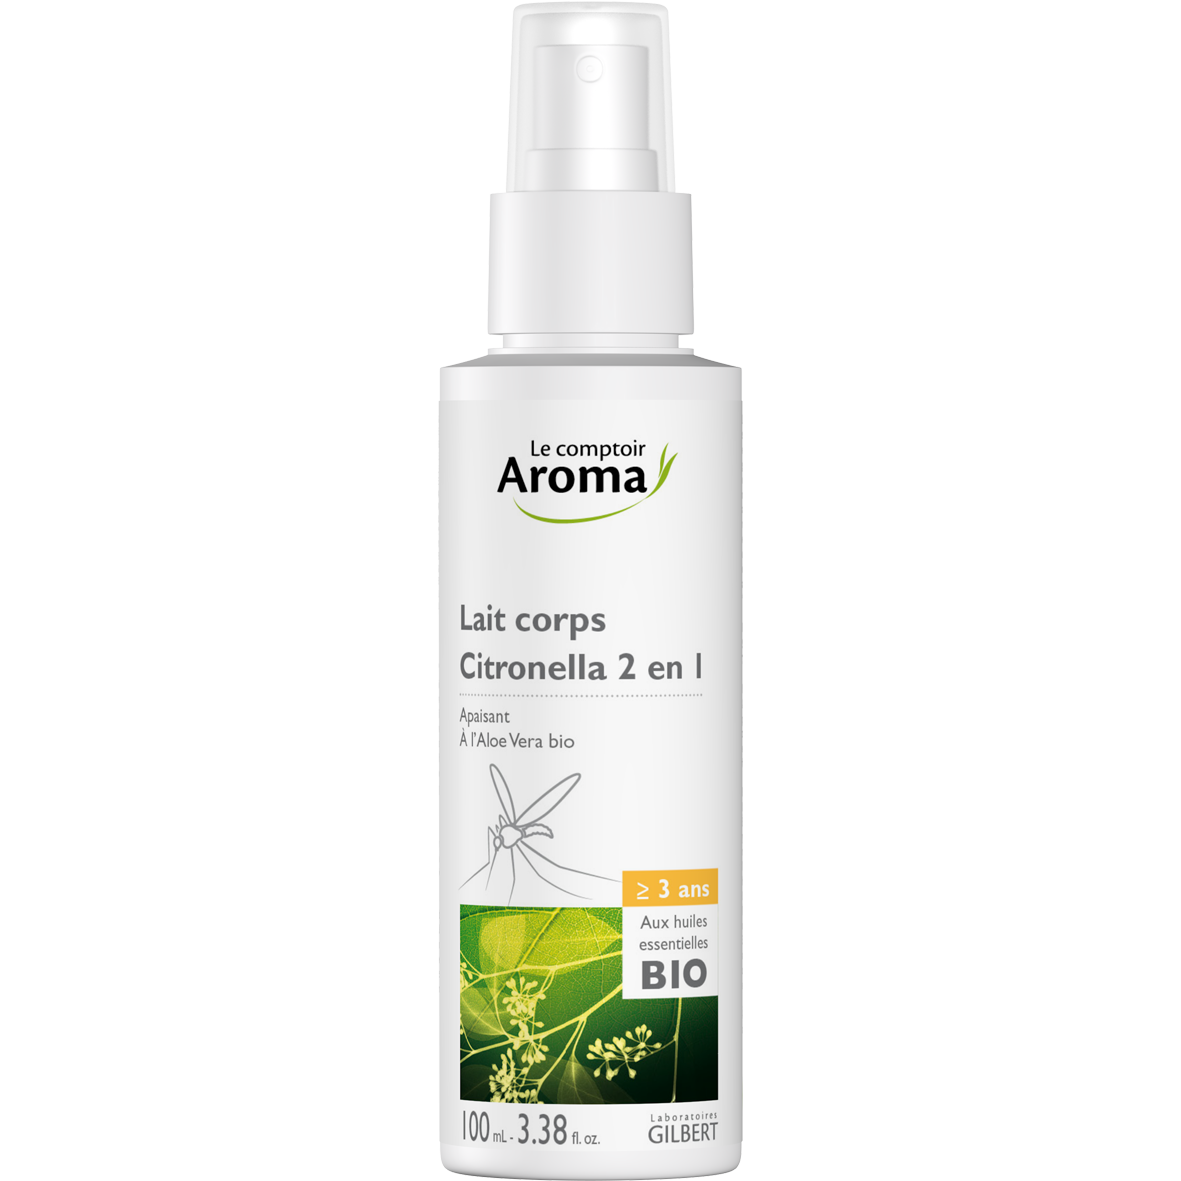 Le comptoir
Aroma
Lait corps
Citronella 2 en 1
Apaisant
À l'Aloe Vera bio
≥ 3 ans
Aux huiles
essentielles
BIO
100 mL - 3.38 fl. oz.
Laboratoires
GILBERT